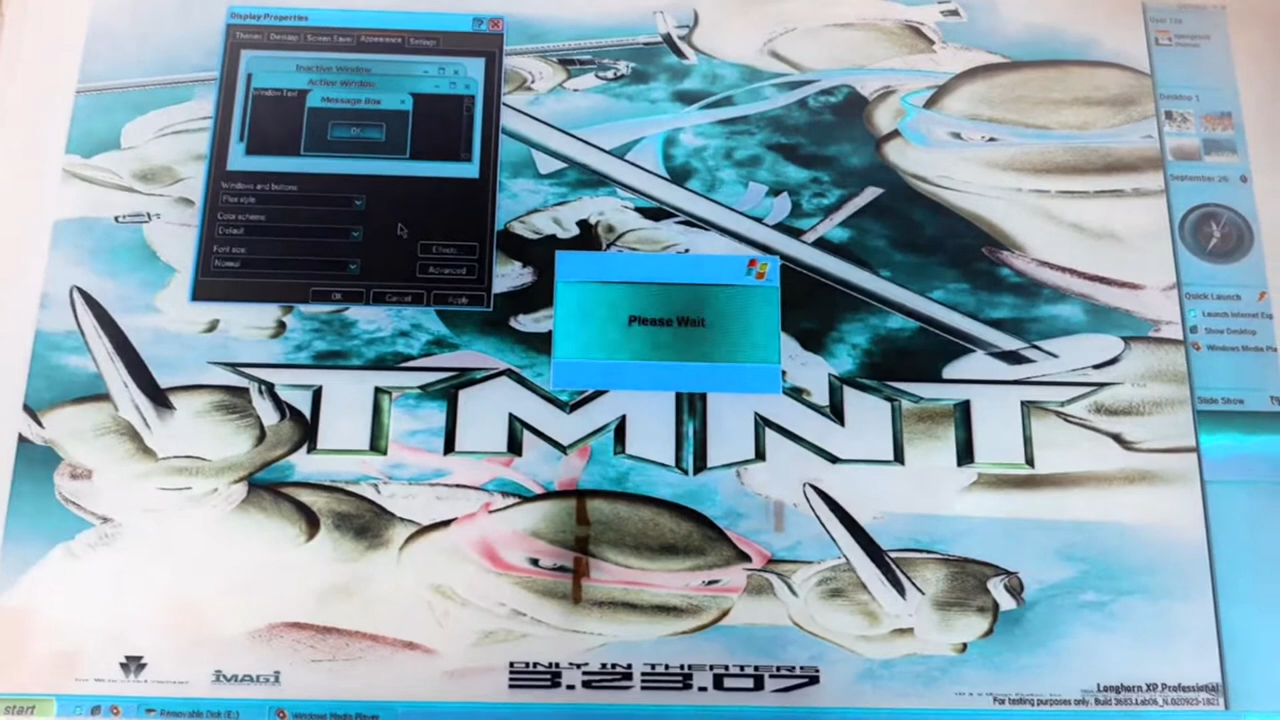 Display Properties
Themes Desktop Screen Saver Appearance Settings
Inactive Window
Active Window
Window Text
Message Box
OK
Windows and buttons:
Plex style
Color scheme:
Default
Font size:
Normal
Effects...
Advanced
OK Cancel Apply
Please Wait
User Tile
Desktop 1
September 26
Quick Launch
Launch Internet Exp
Show Desktop
Windows Media Pla
Slide Show
TMNT
ONLY IN THEATERS
3.23.07
IMAGI
Longhorn XP Professional
For testing purposes only. Build 3683.Lab06_N.020923-1821
start
Removable Disk (E:)
Windows Media Player